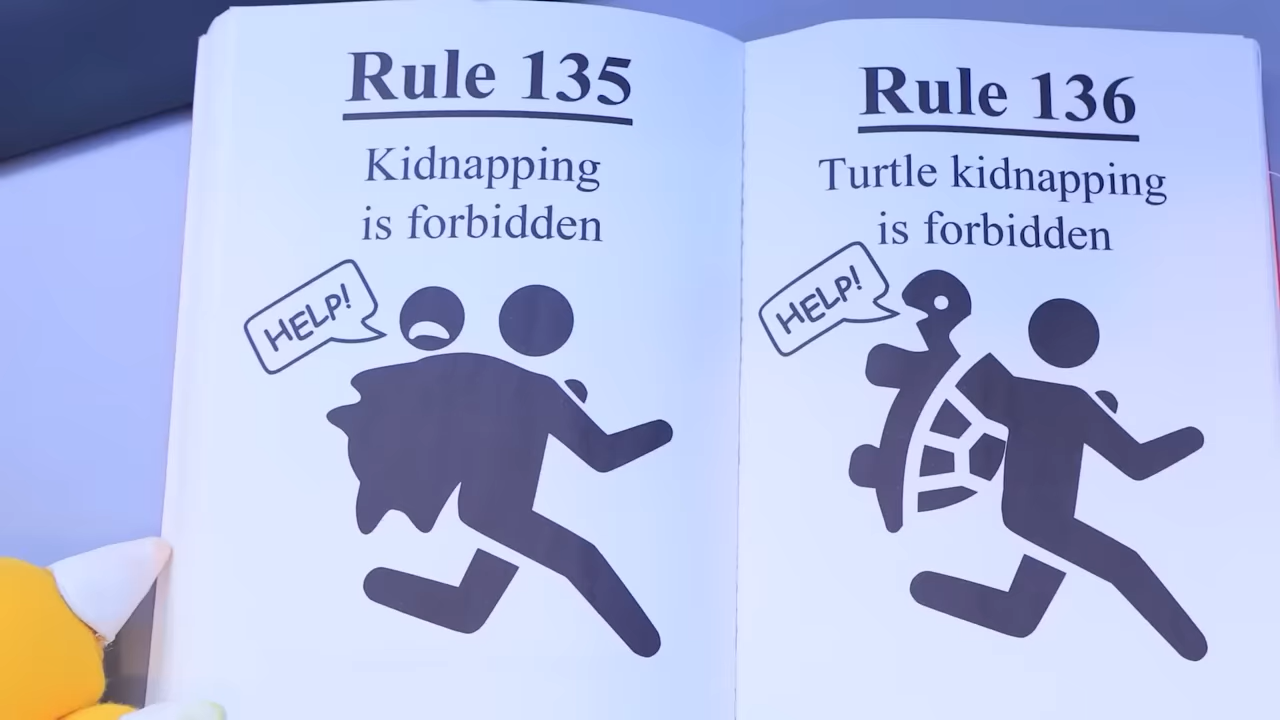 Rule 135
Kidnapping
is forbidden
HELP!
Rule 136
Turtle kidnapping
is forbidden
HELP!